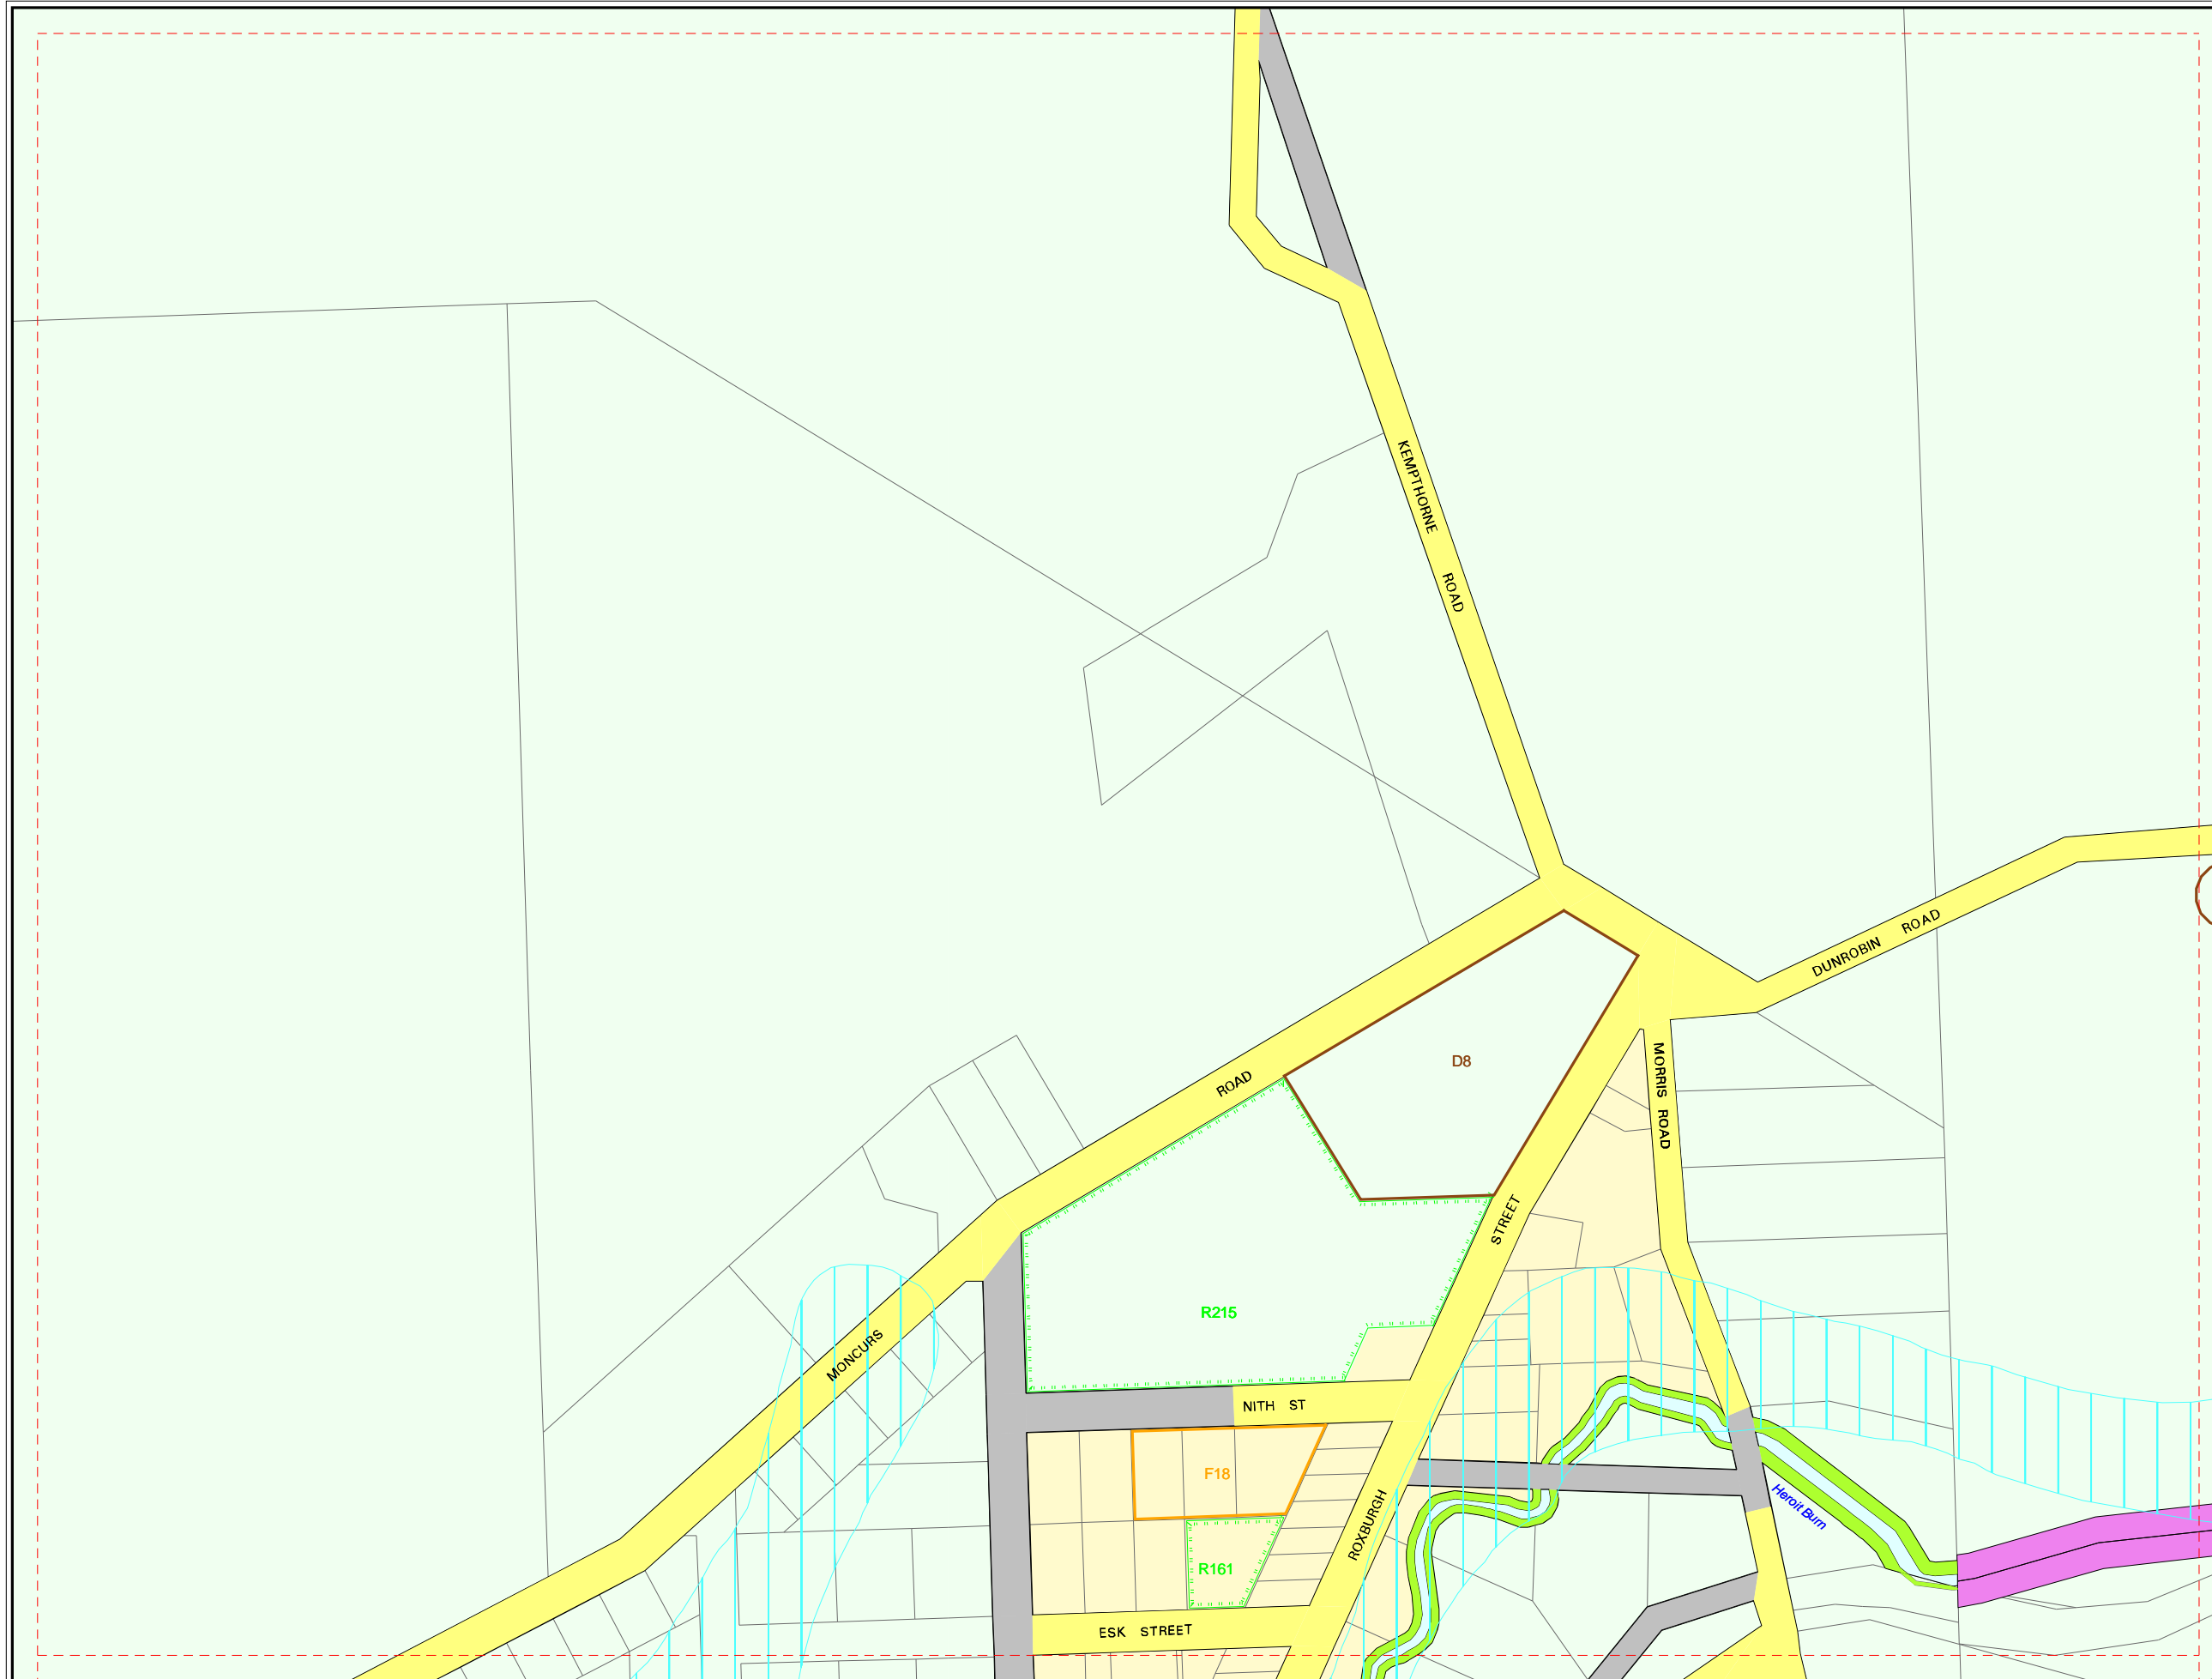 KEMPTHORNE ROAD
DUNROBIN ROAD
MORRIS ROAD
D8
MONCURS ROAD
ROXBURGH STREET
R215
NITH ST
F18
Heroit Burn
R161
ESK STREET